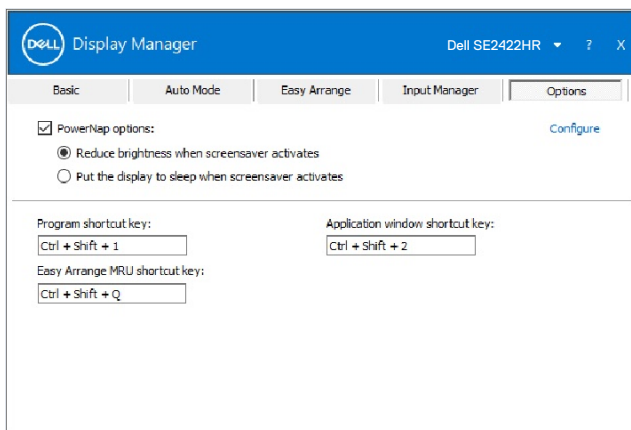 DELL Display Manager Dell SE2422HR ? X
Basic Auto Mode Easy Arrange Input Manager Options
PowerNap options: Configure
Reduce brightness when screensaver activates
Put the display to sleep when screensaver activates
Program shortcut key: Application window shortcut key:
Ctrl + Shift + 1 Ctrl + Shift + 2
Easy Arrange MRU shortcut key:
Ctrl + Shift + Q